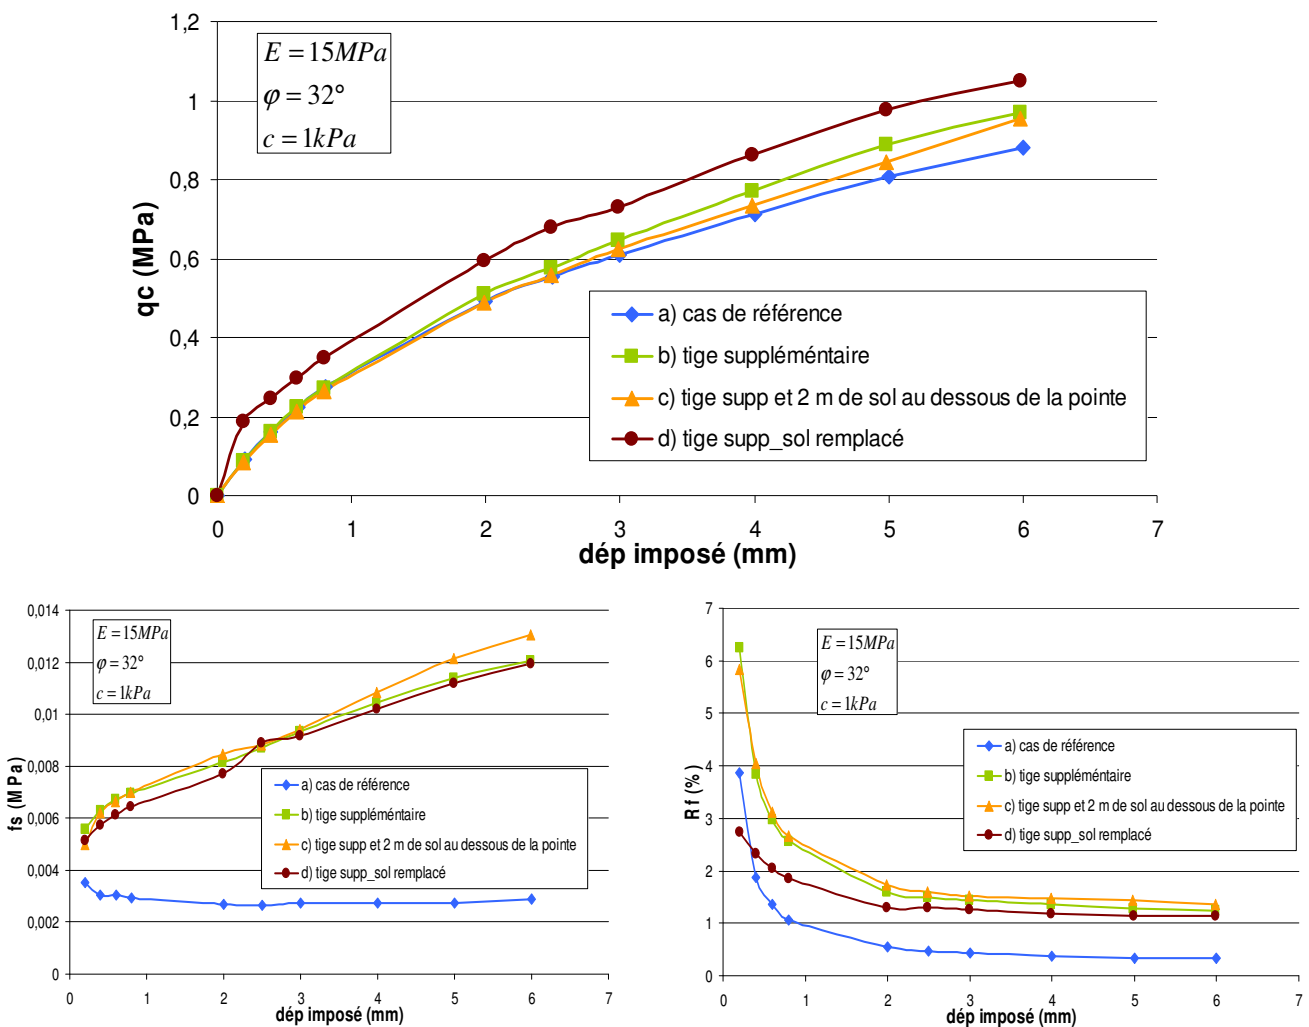 1,2
1
0,8
0,6
0,4
0,2
0
qc (MPa)
E = 15MPa
φ = 32°
c = 1kPa
a) cas de référence
b) tige suppléméntaire
c) tige supp et 2 m de sol au dessous de la pointe
d) tige supp_sol remplacé
0 1 2 3 4 5 6 7
dép imposé (mm)
0,014
0,012
0,01
0,008
0,006
0,004
0,002
0
fs (M Pa)
E = 15MPa
φ = 32°
c = 1kPa
a) cas de référence
b) tige suppléméntaire
c) tige supp et 2 m de sol au dessous de la pointe
d) tige supp_sol remplacé
0 1 2 3 4 5 6 7
dép imposé (mm)
7
6
5
4
3
2
1
0
Rf (%)
E = 15MPa
φ = 32°
c = 1kPa
a) cas de référence
b) tige suppléméntaire
c) tige supp et 2 m de sol au dessous de la pointe
d) tige supp_sol remplacé
0 1 2 3 4 5 6 7
dép imposé (mm)